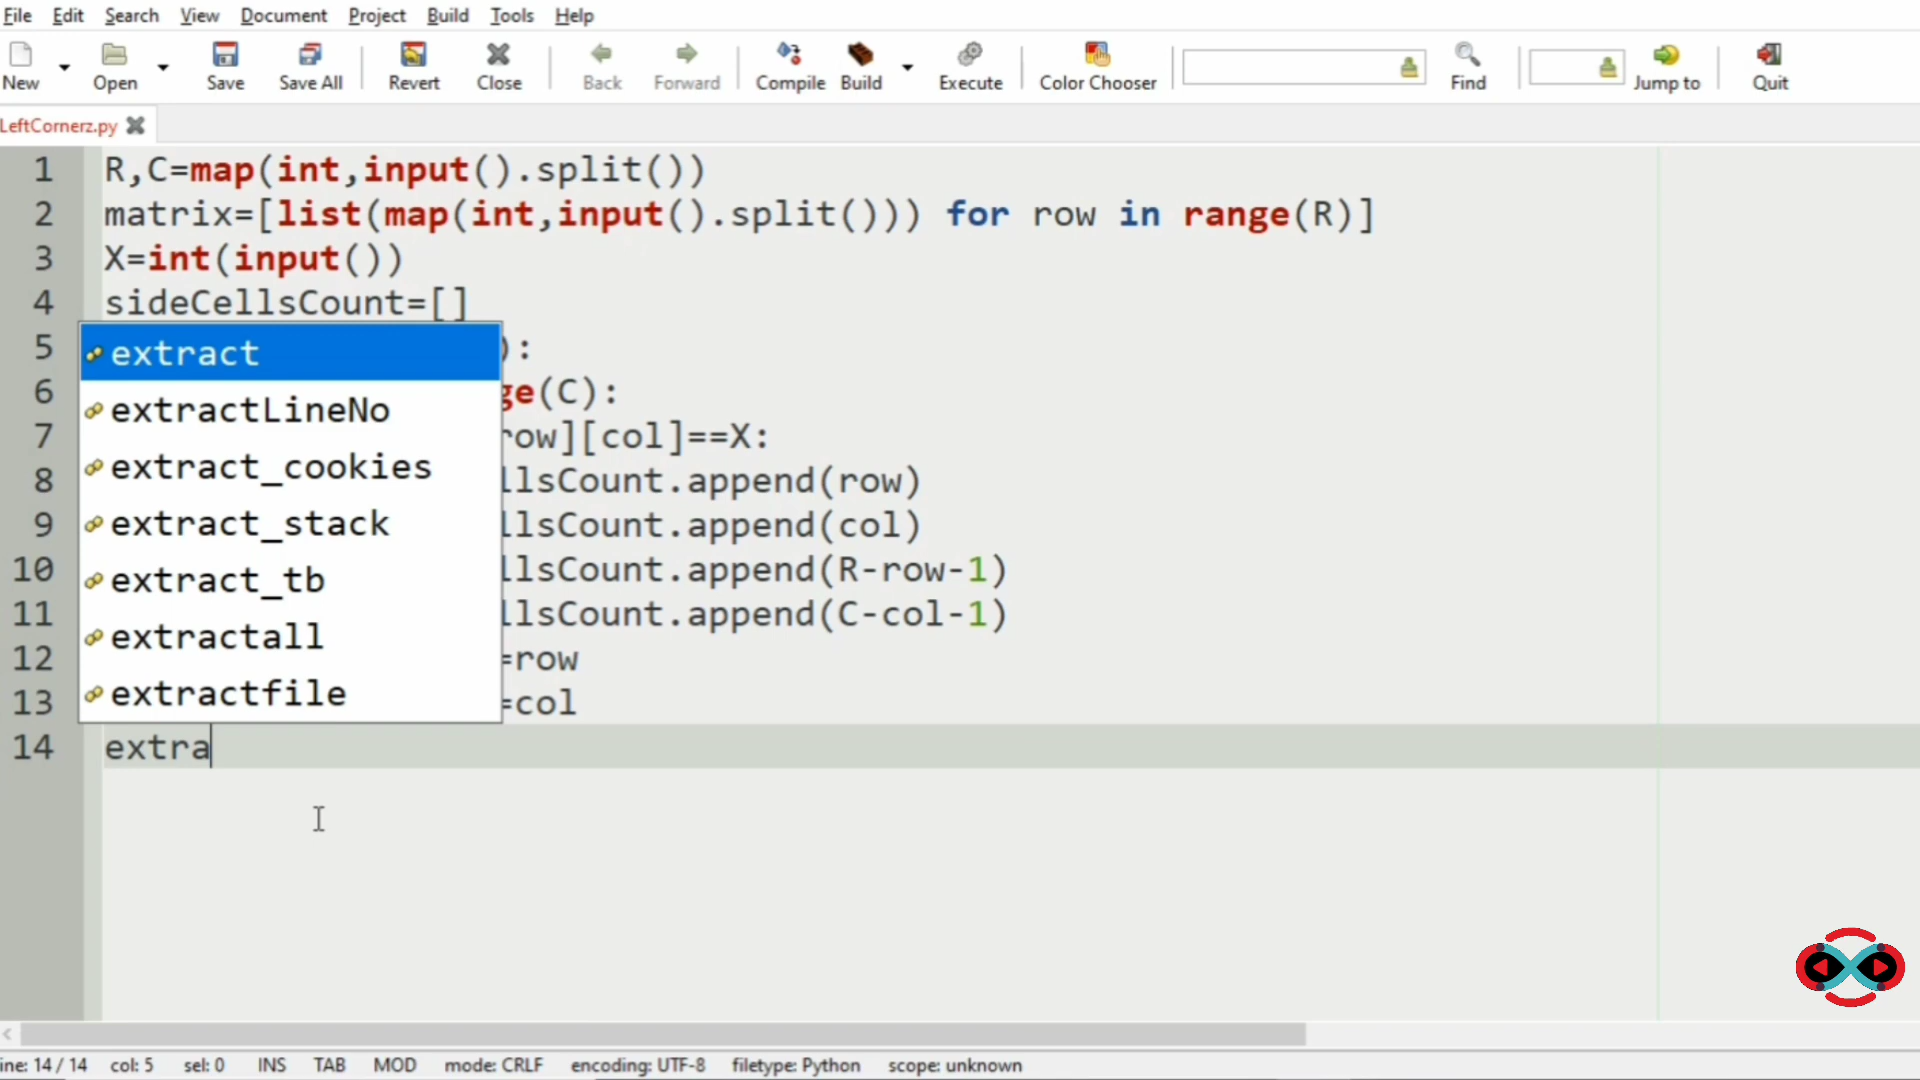 File Edit Search View Document Project Build Tools Help
New Open Save Save All Revert Close Back Forward Compile Build Execute Color Chooser Find Jump to Quit
LeftCornerz.py
1 R,C=map(int,input().split())
2 matrix=[list(map(int,input().split())) for row in range(R)]
3 X=int(input())
4 sideCellsCount=[]
5 ):
6 ge(C):
7 row][col]==X:
8 llsCount.append(row)
9 llsCount.append(col)
10 llsCount.append(R-row-1)
11 llsCount.append(C-col-1)
12 =row
13 =col
14 extra
extract
extractLineNo
extract_cookies
extract_stack
extract_tb
extractall
extractfile
ine: 14 / 14 col: 5 sel: 0 INS TAB MOD mode: CRLF encoding: UTF-8 filetype: Python scope: unknown